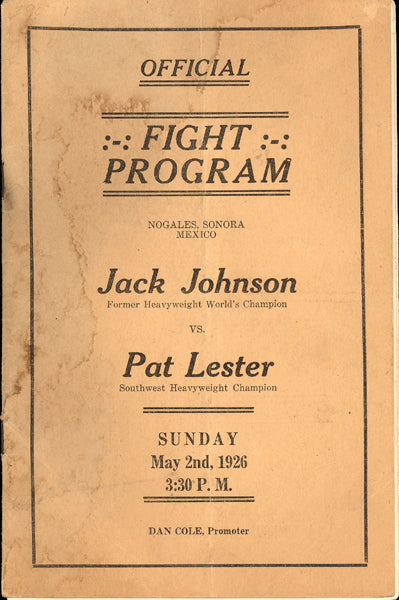 OFFICIAL
:-: FIGHT :-:
PROGRAM
NOGALES, SONORA
MEXICO
Jack Johnson
Former Heavyweight World's Champion
VS.
Pat Lester
Southwest Heavyweight Champion
SUNDAY
May 2nd, 1926
3:30 P. M.
DAN COLE, Promoter